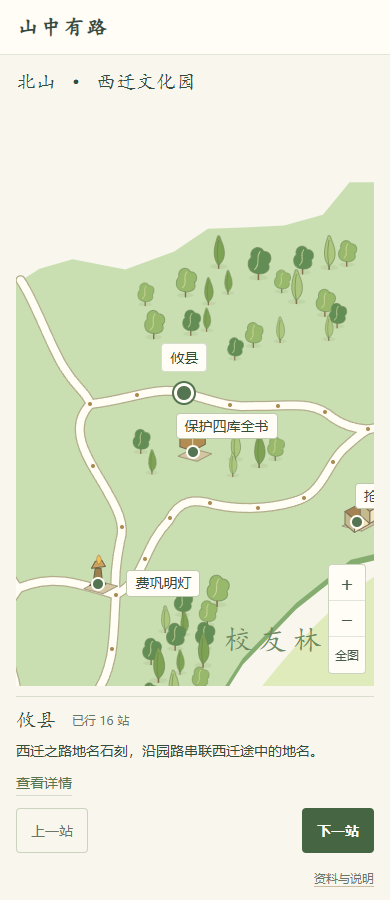 山中有路
北山 • 西迁文化园
攸县
保护四库全书
抢
费巩明灯
校友林
+
−
全图
攸县 已行 16 站
西迁之路地名石刻，沿园路串联西迁途中的地名。
查看详情
上一站 下一站
资料与说明